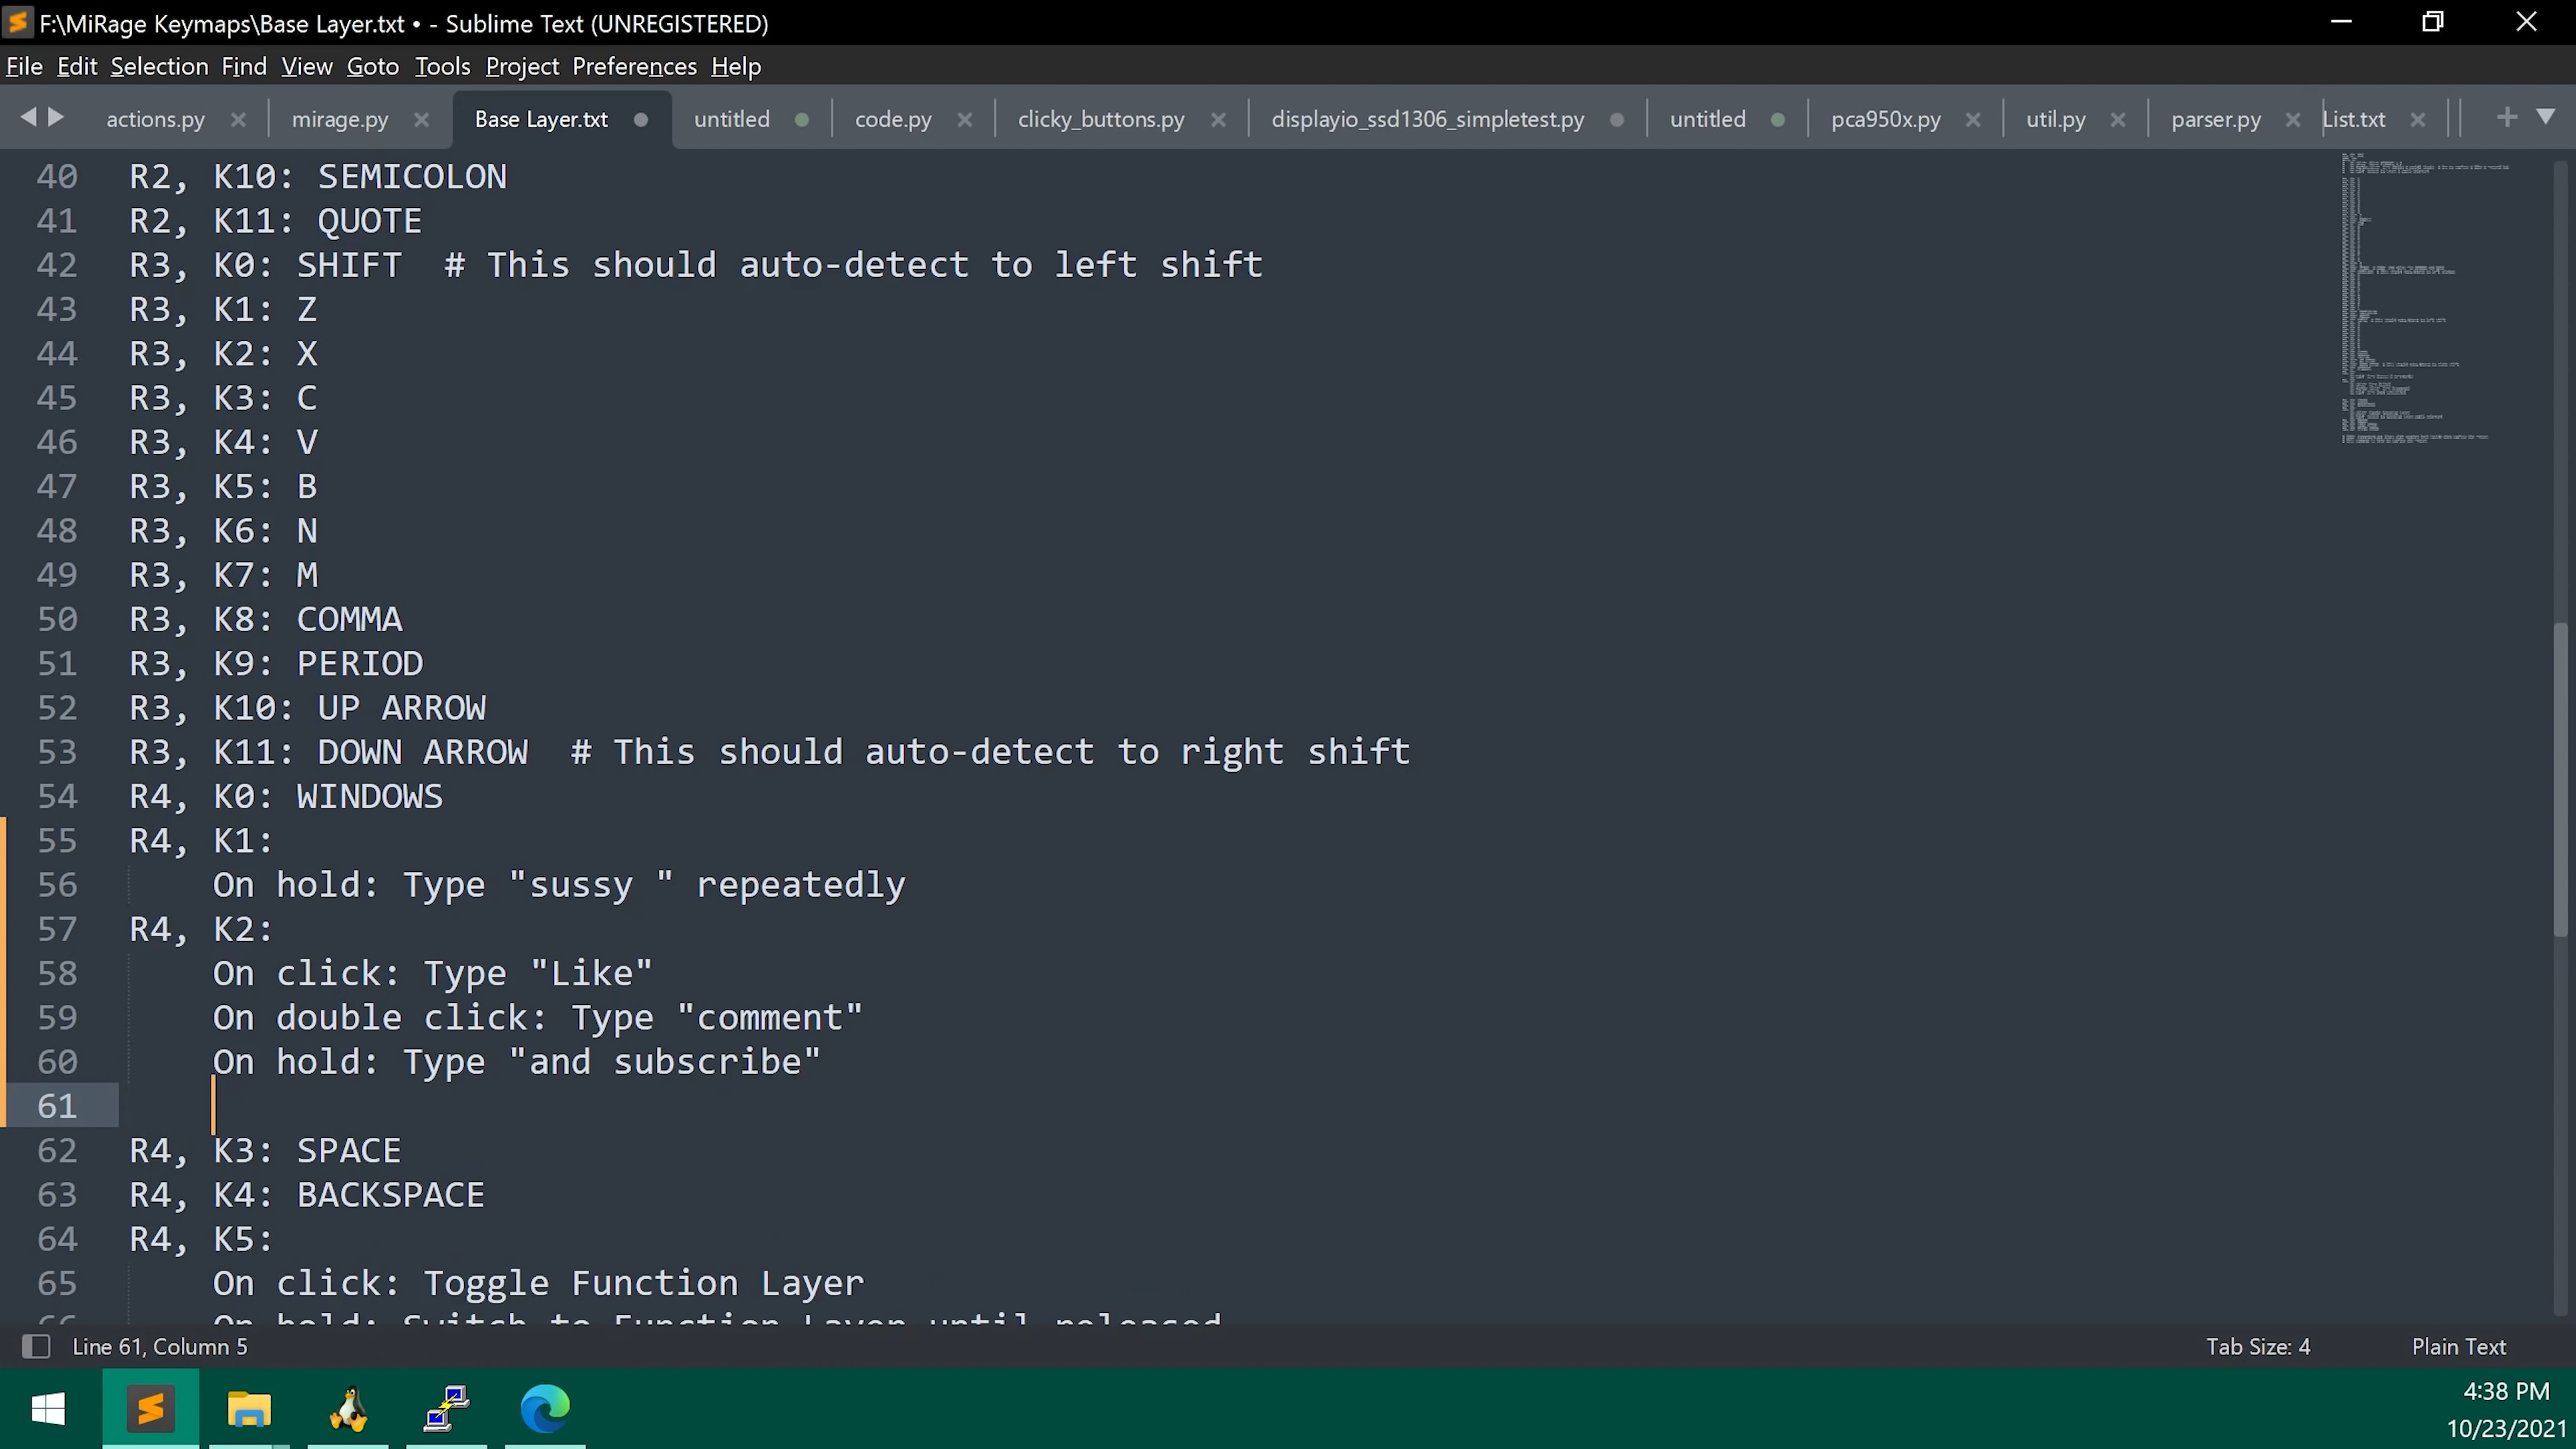 F:\MiRage Keymaps\Base Layer.txt • - Sublime Text (UNREGISTERED)
File Edit Selection Find View Goto Tools Project Preferences Help
actions.py mirage.py Base Layer.txt untitled code.py clicky_buttons.py displayio_ssd1306_simpletest.py untitled pca950x.py util.py parser.py List.txt
40 R2, K10: SEMICOLON
41 R2, K11: QUOTE
42 R3, K0: SHIFT # This should auto-detect to left shift
43 R3, K1: Z
44 R3, K2: X
45 R3, K3: C
46 R3, K4: V
47 R3, K5: B
48 R3, K6: N
49 R3, K7: M
50 R3, K8: COMMA
51 R3, K9: PERIOD
52 R3, K10: UP ARROW
53 R3, K11: DOWN ARROW # This should auto-detect to right shift
54 R4, K0: WINDOWS
55 R4, K1:
56 On hold: Type "sussy " repeatedly
57 R4, K2:
58 On click: Type "Like"
59 On double click: Type "comment"
60 On hold: Type "and subscribe"
61
62 R4, K3: SPACE
63 R4, K4: BACKSPACE
64 R4, K5:
65 On click: Toggle Function Layer
66 On hold: Switch to Function Layer until released
Line 61, Column 5 Tab Size: 4 Plain Text
4:38 PM
10/23/2021